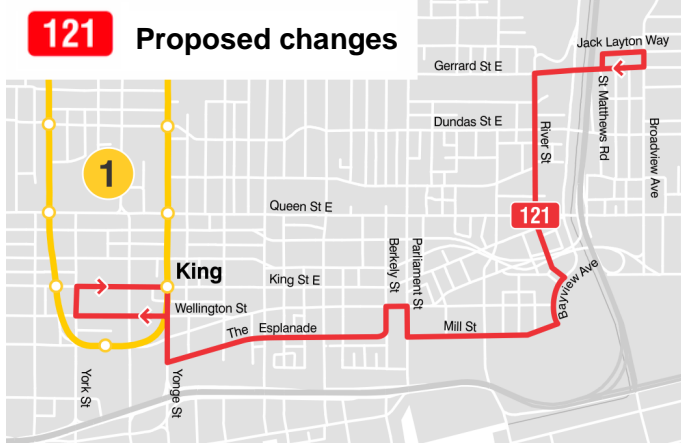 121 Proposed changes
Jack Layton Way
Gerrard St E
St Matthews Rd
Broadview Ave
Dundas St E
River St
1
Queen St E
121
Berkely St
Parliament St
King
King St E
Bayview Ave
Wellington St
The Esplanade
Mill St
York St
Yonge St